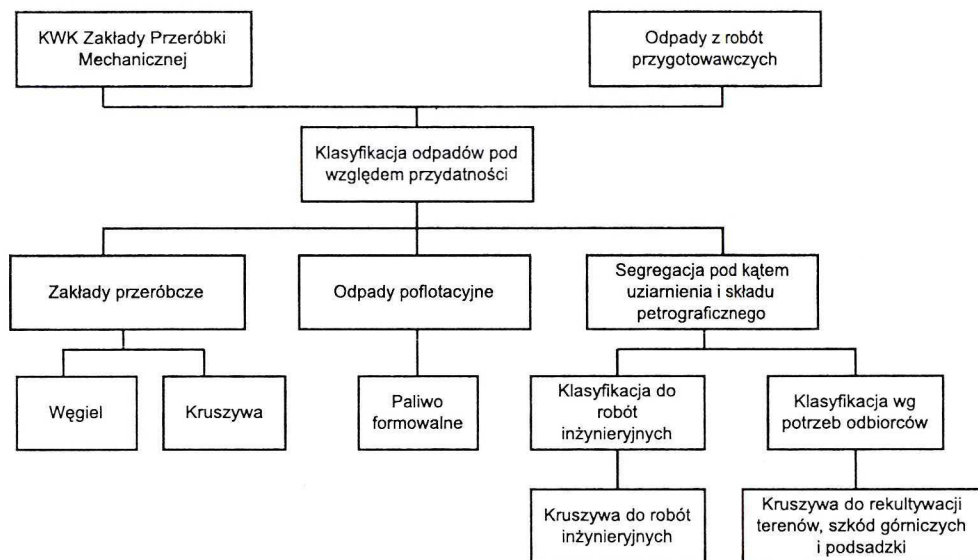 KWK Zakłady Przeróbki
Mechanicznej
Odpady z robót
przygotowawczych
Klasyfikacja odpadów pod
względem przydatności
Zakłady przeróbcze
Odpady poflotacyjne
Segregacja pod kątem
uziarnienia i składu
petrograficznego
Węgiel
Kruszywa
Paliwo
formowalne
Klasyfikacja do
robót
inżynieryjnych
Klasyfikacja wg
potrzeb odbiorców
Kruszywa do robót
inżynieryjnych
Kruszywa do rekultywacji
terenów, szkód górniczych
i podsadzki